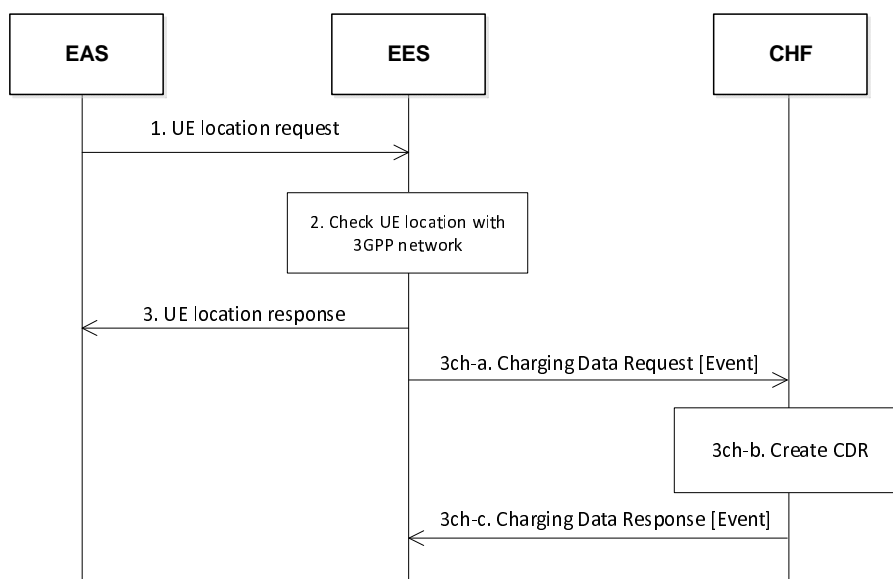 EAS
EES
CHF
1. UE location request
2. Check UE location with
3GPP network
3. UE location response
3ch-a. Charging Data Request [Event]
3ch-b. Create CDR
3ch-c. Charging Data Response [Event]